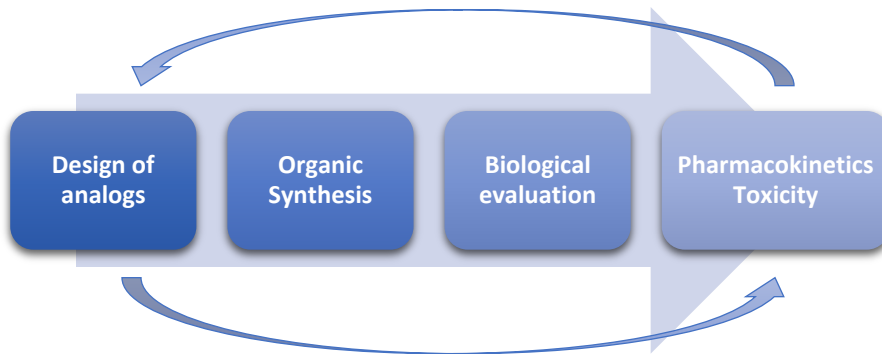 Design of
analogs
Organic
Synthesis
Biological
evaluation
Pharmacokinetics
Toxicity